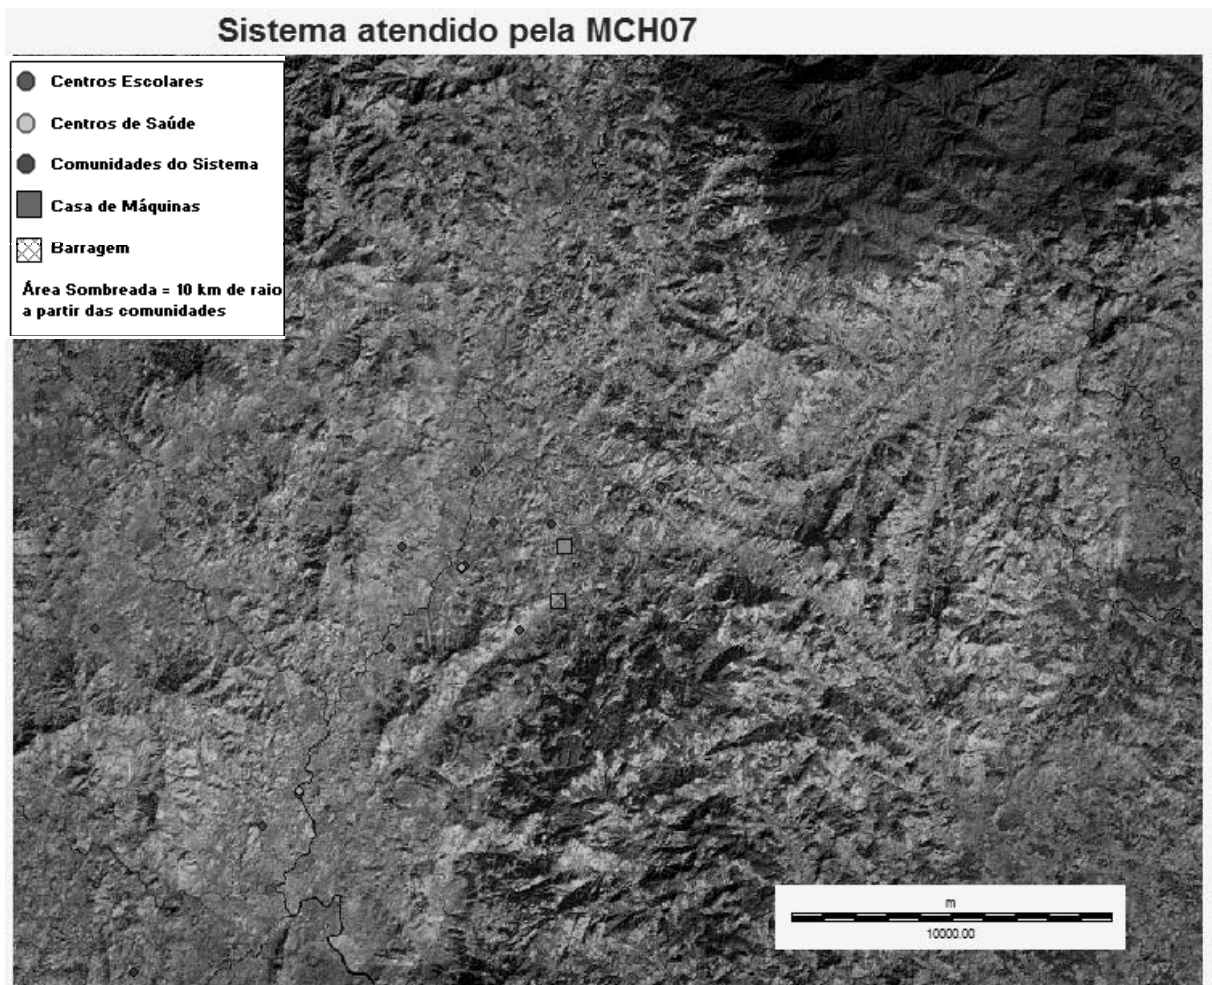 Sistema atendido pela MCH07
Centros Escolares
Centros de Saúde
Comunidades do Sistema
Casa de Máquinas
Barragem
Área Sombreada = 10 km de raio
a partir das comunidades
m
10000.00